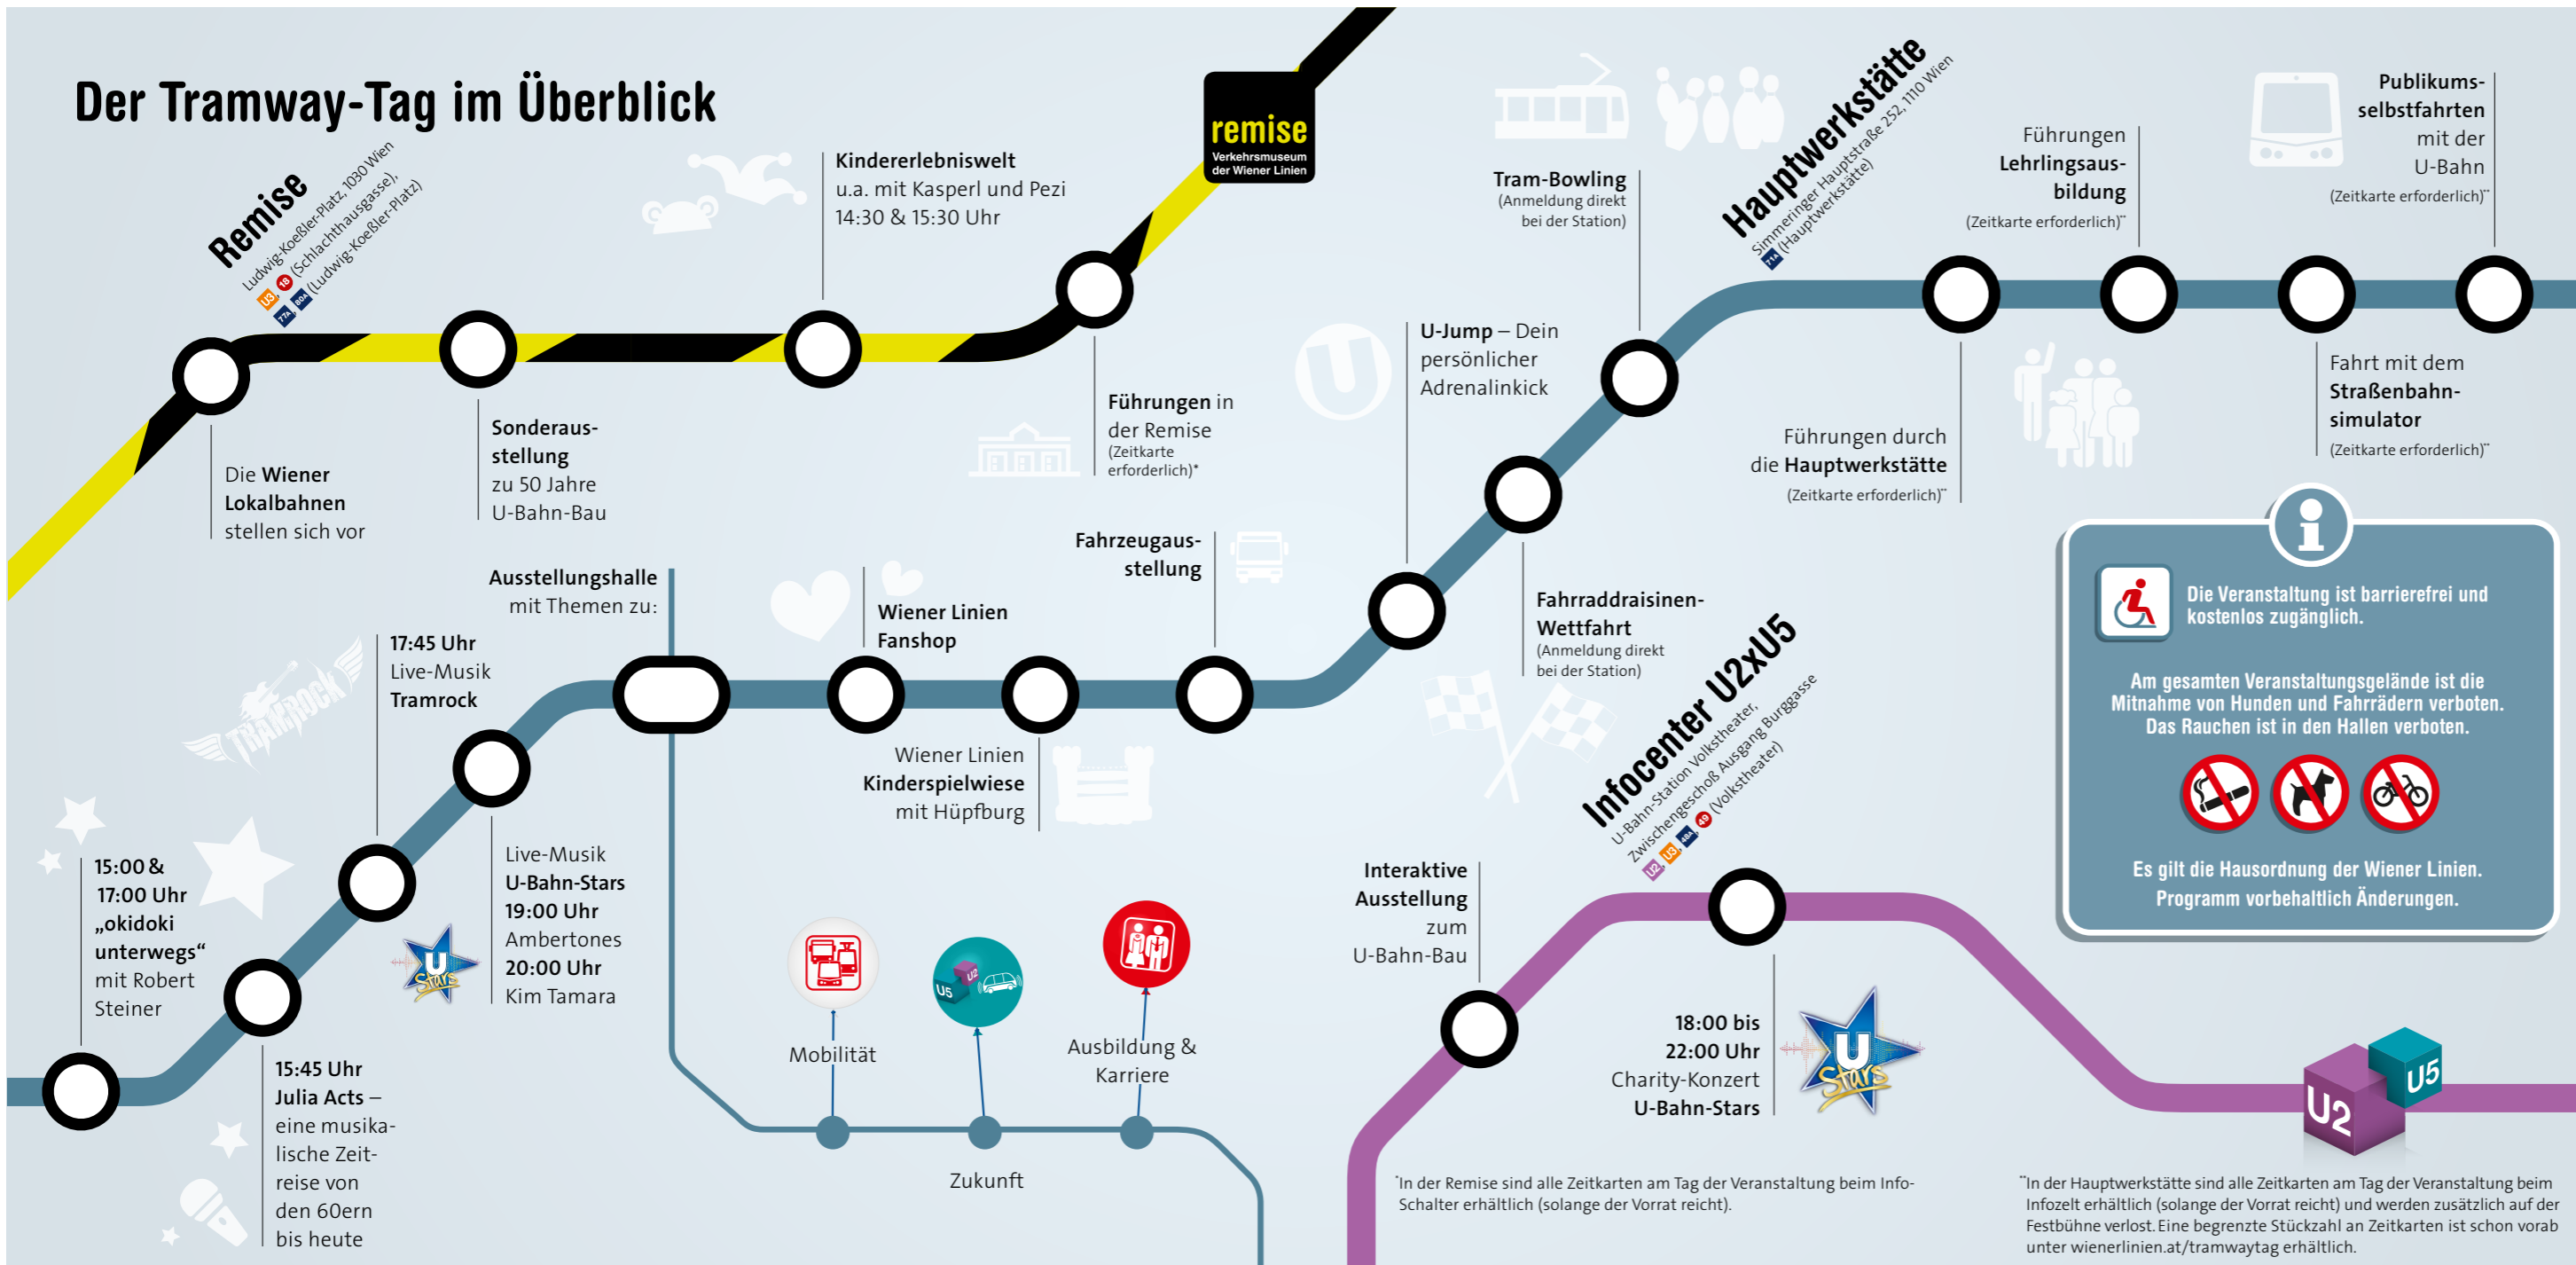 Der Tramway-Tag im Überblick
Remise
Ludwig-Koeßler-Platz, 1030 Wien
U3, 18 (Schlachthausgasse),
77A, 80A (Ludwig-Koeßler-Platz)
Die Wiener
Lokalbahnen
stellen sich vor
Sonderaus-
stellung
zu 50 Jahre
U-Bahn-Bau
Kindererlebniswelt
u.a. mit Kasperl und Pezi
14:30 & 15:30 Uhr
Führungen in
der Remise
(Zeitkarte
erforderlich)*
remise
Verkehrsmuseum
der Wiener Linien
Hauptwerkstätte
Simmeringer Hauptstraße 252, 1110 Wien
71A (Hauptwerkstätte)
15:00 &
17:00 Uhr
„okidoki
unterwegs“
mit Robert
Steiner
15:45 Uhr
Julia Acts –
eine musika-
lische Zeit-
reise von
den 60ern
bis heute
TRAMROCK
17:45 Uhr
Live-Musik
Tramrock
U
Stars
Live-Musik
U-Bahn-Stars
19:00 Uhr
Ambertones
20:00 Uhr
Kim Tamara
Ausstellungshalle
mit Themen zu:
Mobilität
U5 U2
Zukunft
Ausbildung &
Karriere
Wiener Linien
Fanshop
Wiener Linien
Kinderspielwiese
mit Hüpfburg
Fahrzeugaus-
stellung
U
U-Jump – Dein
persönlicher
Adrenalinkick
Fahrraddraisinen-
Wettfahrt
(Anmeldung direkt
bei der Station)
Tram-Bowling
(Anmeldung direkt
bei der Station)
Führungen durch
die Hauptwerkstätte
(Zeitkarte erforderlich)**
Führungen
Lehrlingsaus-
bildung
(Zeitkarte erforderlich)**
Fahrt mit dem
Straßenbahn-
simulator
(Zeitkarte erforderlich)**
Publikums-
selbstfahrten
mit der
U-Bahn
(Zeitkarte erforderlich)**
Infocenter U2xU5
U-Bahn-Station Volkstheater,
Zwischengeschoß Ausgang Burggasse
U2, U3, 48A, 49 (Volkstheater)
Interaktive
Ausstellung
zum
U-Bahn-Bau
18:00 bis
22:00 Uhr
Charity-Konzert
U-Bahn-Stars
U
Stars
U2 U5
i
Die Veranstaltung ist barrierefrei und
kostenlos zugänglich.
Am gesamten Veranstaltungsgelände ist die
Mitnahme von Hunden und Fahrrädern verboten.
Das Rauchen ist in den Hallen verboten.
Es gilt die Hausordnung der Wiener Linien.
Programm vorbehaltlich Änderungen.
*In der Remise sind alle Zeitkarten am Tag der Veranstaltung beim Info-
Schalter erhältlich (solange der Vorrat reicht).
**In der Hauptwerkstätte sind alle Zeitkarten am Tag der Veranstaltung beim
Infozelt erhältlich (solange der Vorrat reicht) und werden zusätzlich auf der
Festbühne verlost. Eine begrenzte Stückzahl an Zeitkarten ist schon vorab
unter wienerlinien.at/tramwaytag erhältlich.